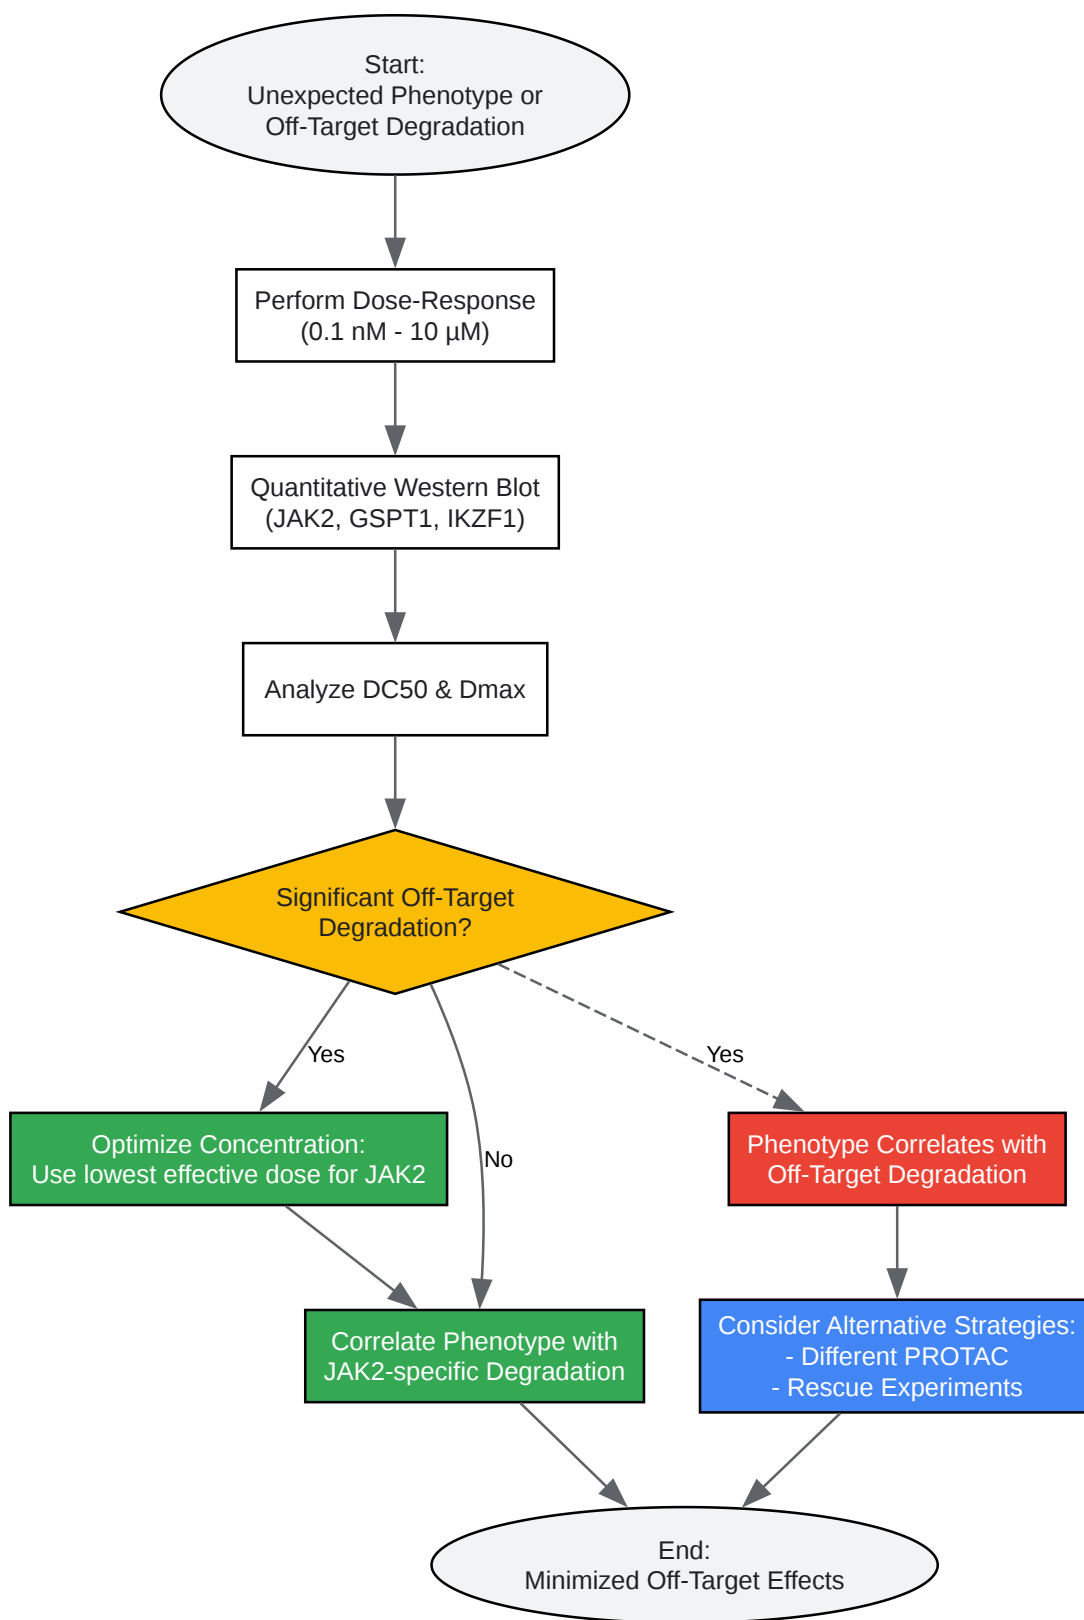 Start:
Unexpected Phenotype or
Off-Target Degradation
Perform Dose-Response
(0.1 nM - 10 µM)
Quantitative Western Blot
(JAK2, GSPT1, IKZF1)
Analyze DC50 & Dmax
Significant Off-Target
Degradation?
Yes
Yes
Optimize Concentration:
Use lowest effective dose for JAK2
No
Phenotype Correlates with
Off-Target Degradation
Correlate Phenotype with
JAK2-specific Degradation
Consider Alternative Strategies:
- Different PROTAC
- Rescue Experiments
End:
Minimized Off-Target Effects